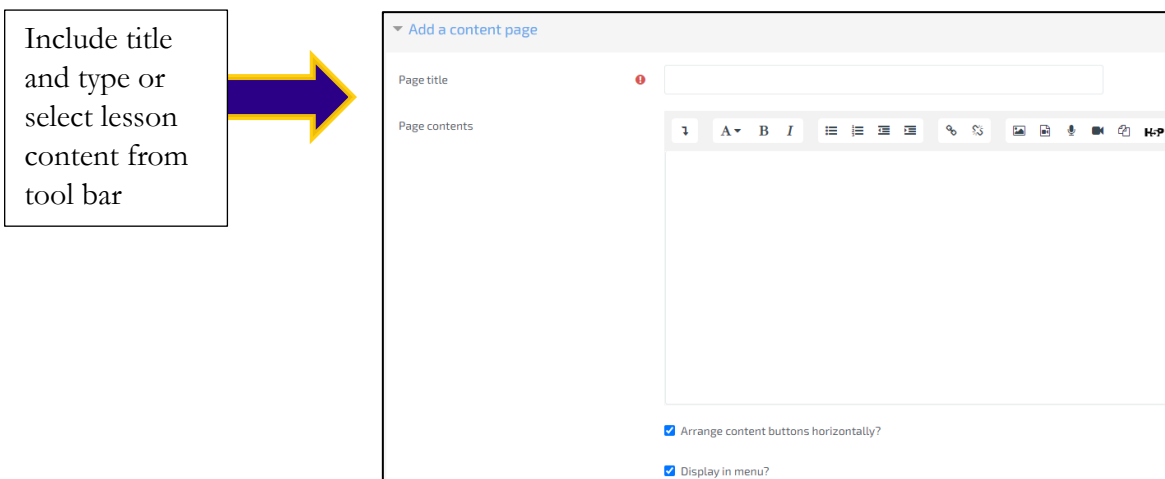 Include title
and type or
select lesson
content from
tool bar
Add a content page
Page title
Page contents
A B I H-P
Arrange content buttons horizontally?
Display in menu?